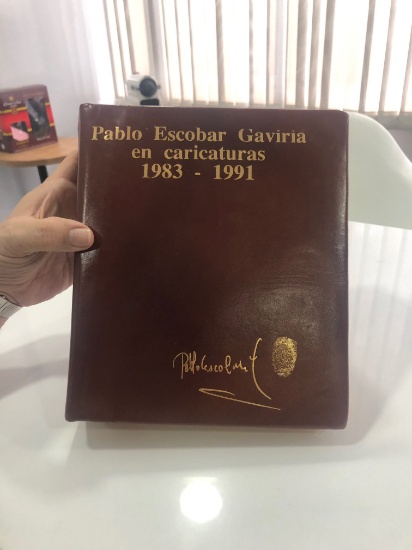 Pablo Escobar Gaviria
en caricaturas
1983 - 1991